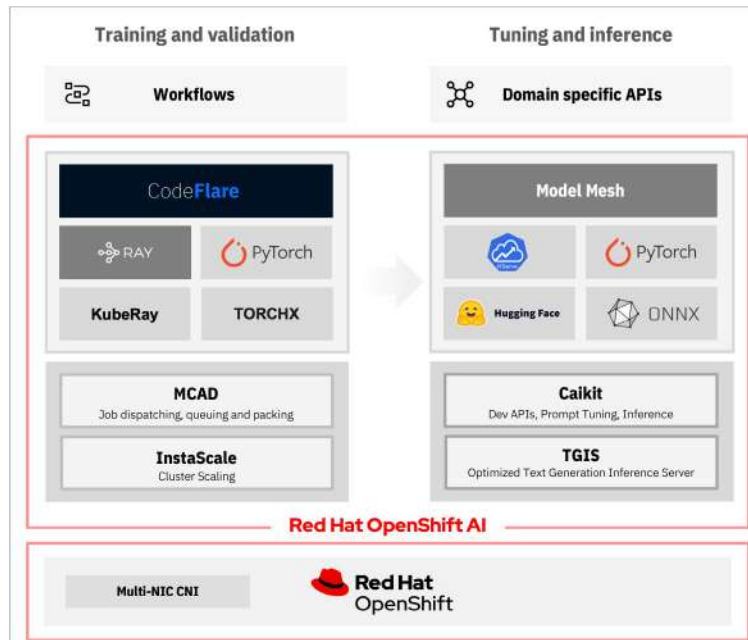 Training and validation
Tuning and inference
Workflows
Domain specific APIs
CodeFlare
Model Mesh
RAY
PyTorch
KServe
PyTorch
KubeRay
TORCHX
Hugging Face
ONNX
MCAD
Job dispatching, queuing and packing
Caikit
Dev APIs, Prompt Tuning, Inference
InstaScale
Cluster Scaling
TGIS
Optimized Text Generation Inference Server
Red Hat OpenShift AI
Multi-NIC CNI
Red Hat
OpenShift